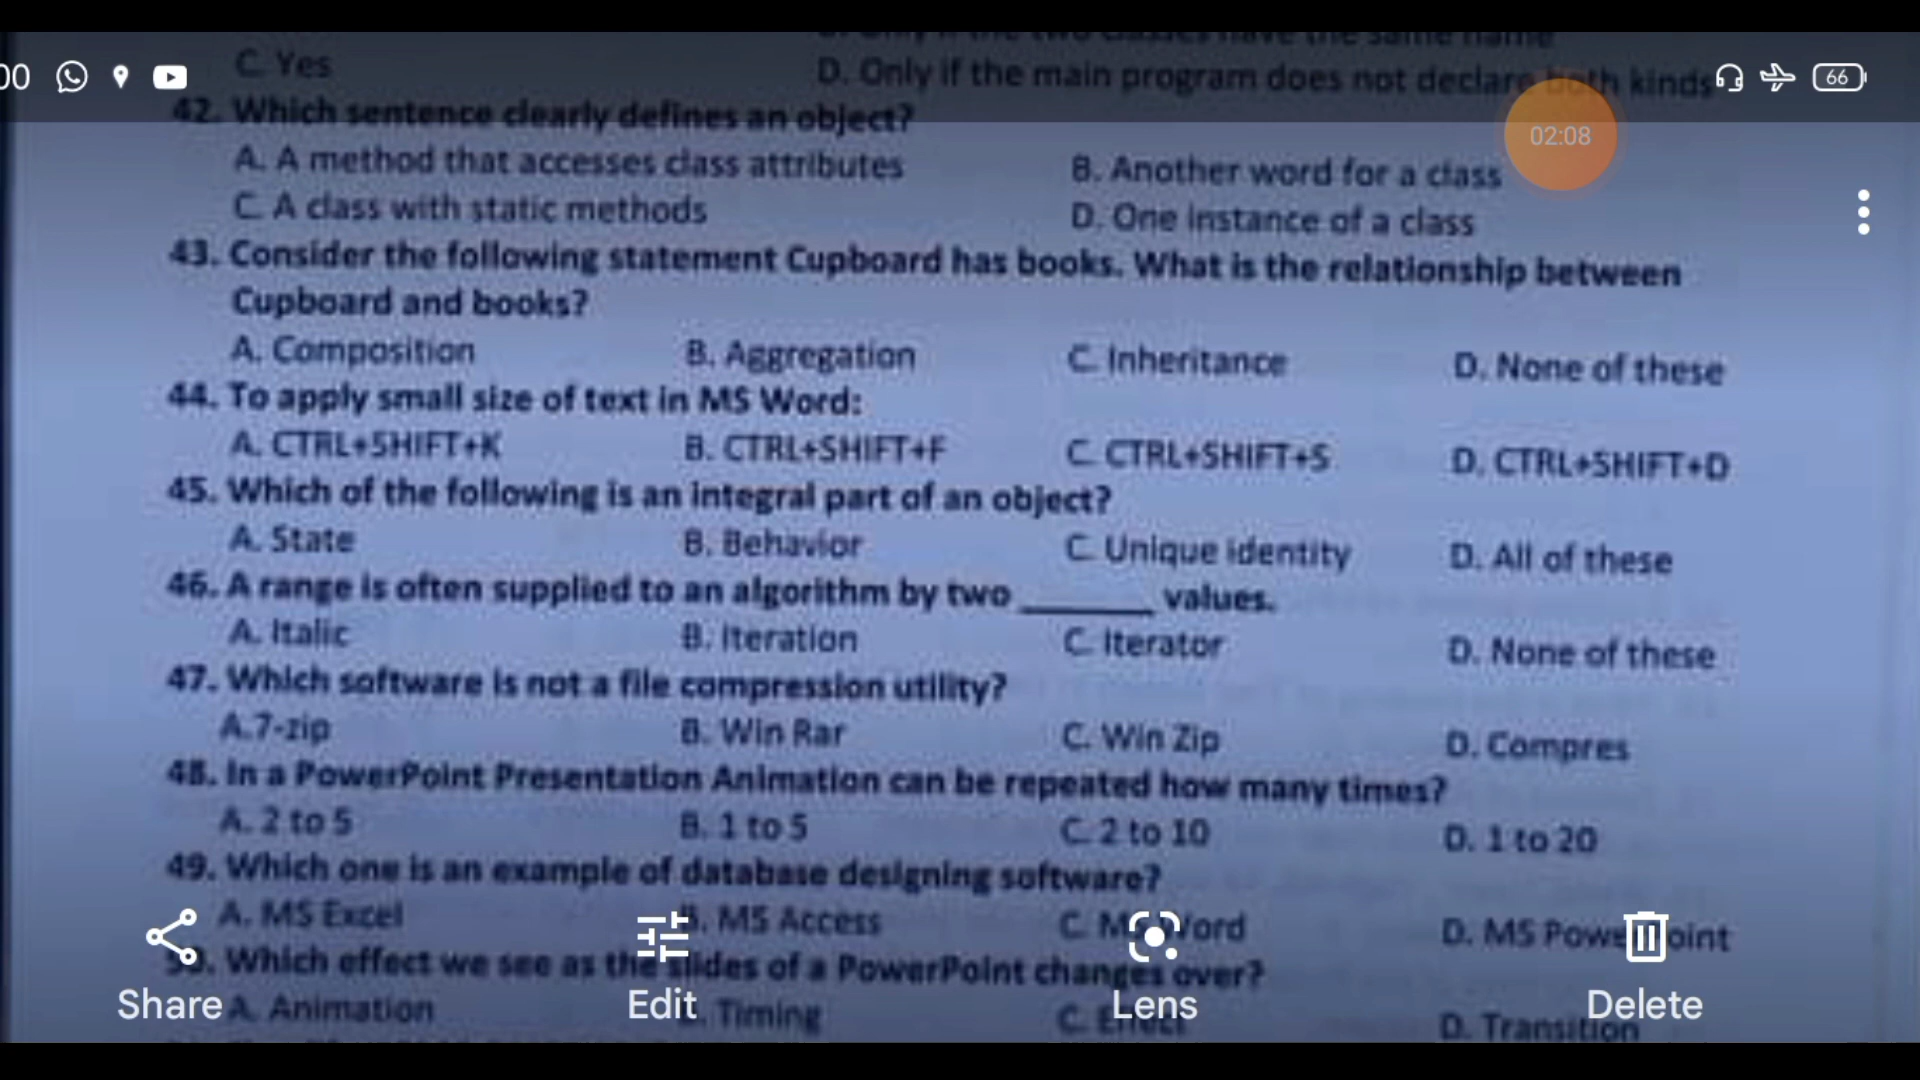 C. Yes
D. Only if the main program does not declare both kinds
00
66
02:08
42. Which sentence clearly defines an object?
A. A method that accesses class attributes B. Another word for a class
C. A class with static methods D. One instance of a class
43. Consider the following statement Cupboard has books. What is the relationship between
Cupboard and books?
A. Composition B. Aggregation C. Inheritance D. None of these
44. To apply small size of text in MS Word:
A. CTRL+SHIFT+K B. CTRL+SHIFT+F C. CTRL+SHIFT+S D. CTRL+SHIFT+D
45. Which of the following is an integral part of an object?
A. State B. Behavior C. Unique identity D. All of these
46. A range is often supplied to an algorithm by two ______ values.
A. Italic B. Iteration C. Iterator D. None of these
47. Which software is not a file compression utility?
A.7-zip B. Win Rar C. Win Zip D. Compres
48. In a PowerPoint Presentation Animation can be repeated how many times?
A. 2 to 5 B. 1 to 5 C. 2 to 10 D. 1 to 20
49. Which one is an example of database designing software?
A. MS Excel B. MS Access C. MS Word D. MS PowerPoint
50. Which effect we see as the slides of a PowerPoint changes over?
A. Animation B. Timing C. Effect D. Transition
Share Edit Lens Delete